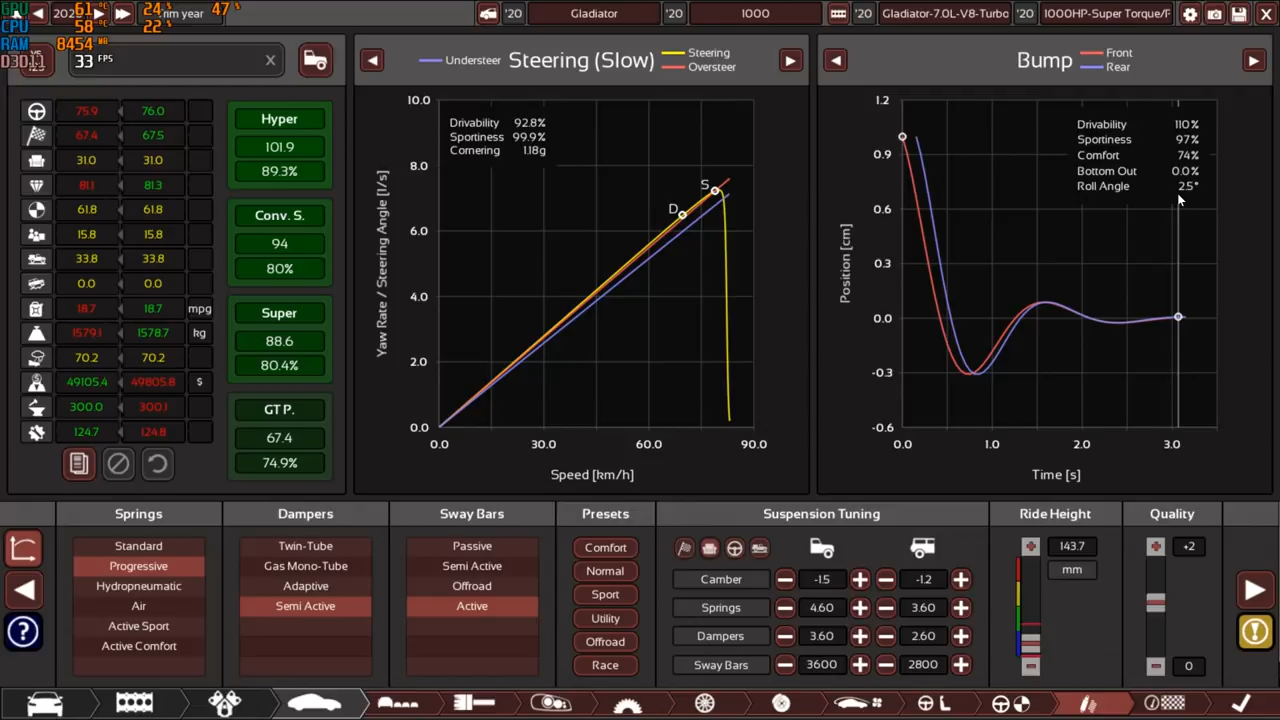 GPU 61 °C 24 % 47 %
CPU 58 °C 22 %
RAM 8454 MB
D3D11 33 FPS
Trim year '20 Gladiator '20 1000 '20 Gladiator-7.0L-V8-Turbo '20 1000HP-Super Torque/F
Understeer Steering (Slow) Steering
Oversteer
Bump Front
Rear
75.9 76.0
67.4 67.5
31.0 31.0
81.1 81.3
61.8 61.8
15.8 15.8
33.8 33.8
0.0 0.0
18.7 18.7 mpg
1579.1 1578.7 kg
70.2 70.2
49105.4 49805.8 $
300.0 300.1
124.7 124.8
Hyper
101.9
89.3%
Conv. S.
94
80%
Super
88.6
80.4%
GT P.
67.4
74.9%
Drivability 92.8%
Sportiness 99.9%
Cornering 1.18g
10.0
8.0
6.0
4.0
2.0
0.0
Yaw Rate / Steering Angle [1/s]
D
S
0.0 30.0 60.0 90.0
Speed [km/h]
Drivability 110%
Sportiness 97%
Comfort 74%
Bottom Out 0.0%
Roll Angle 2.5°
1.2
0.9
0.6
0.3
0.0
-0.3
-0.6
Position [cm]
0.0 1.0 2.0 3.0
Time [s]
Springs
Standard
Progressive
Hydropneumatic
Air
Active Sport
Active Comfort
Dampers
Twin-Tube
Gas Mono-Tube
Adaptive
Semi Active
Sway Bars
Passive
Semi Active
Offroad
Active
Presets
Comfort
Normal
Sport
Utility
Offroad
Race
Suspension Tuning
Camber -1.5 -1.2
Springs 4.60 3.60
Dampers 3.60 2.60
Sway Bars 3600 2800
Ride Height
143.7
mm
Quality
+2
0